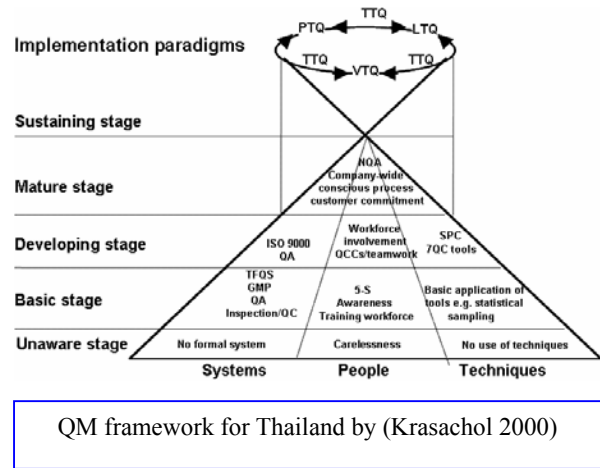 TTQ
PTQ LTQ
Implementation paradigms
TTQ TTQ
VTQ
Sustaining stage
NQA
Company-wide
Mature stage
conscious process
customer commitment
Developing stage
ISO 9000
QA
Workforce
involvement
QCCs/teamwork
SPC
7QC tools
Basic stage
TFQS
GMP
QA
Inspection/QC
5-S
Awareness
Training workforce
Basic application of
tools e.g. statistical
sampling
Unaware stage
No formal system
Carelessness
No use of techniques
Systems People Techniques
QM framework for Thailand by (Krasachol 2000)